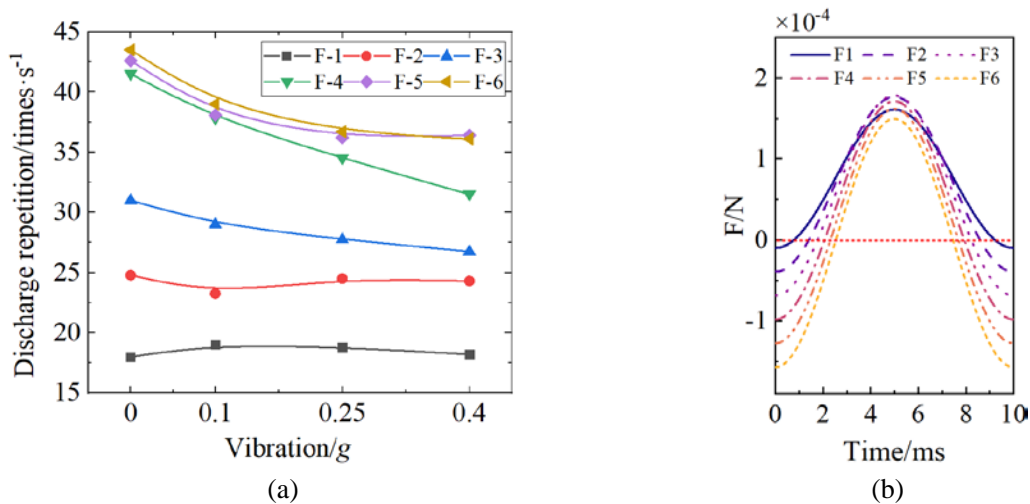 45
40
35
30
25
20
15
Discharge repetition/times·s⁻¹
F-1 F-2 F-3
F-4 F-5 F-6
0 0.1 0.25 0.4
Vibration/g
(a)
×10⁻⁴
2
1
0
-1
F/N
F1 F2 F3
F4 F5 F6
0 2 4 6 8 10
Time/ms
(b)